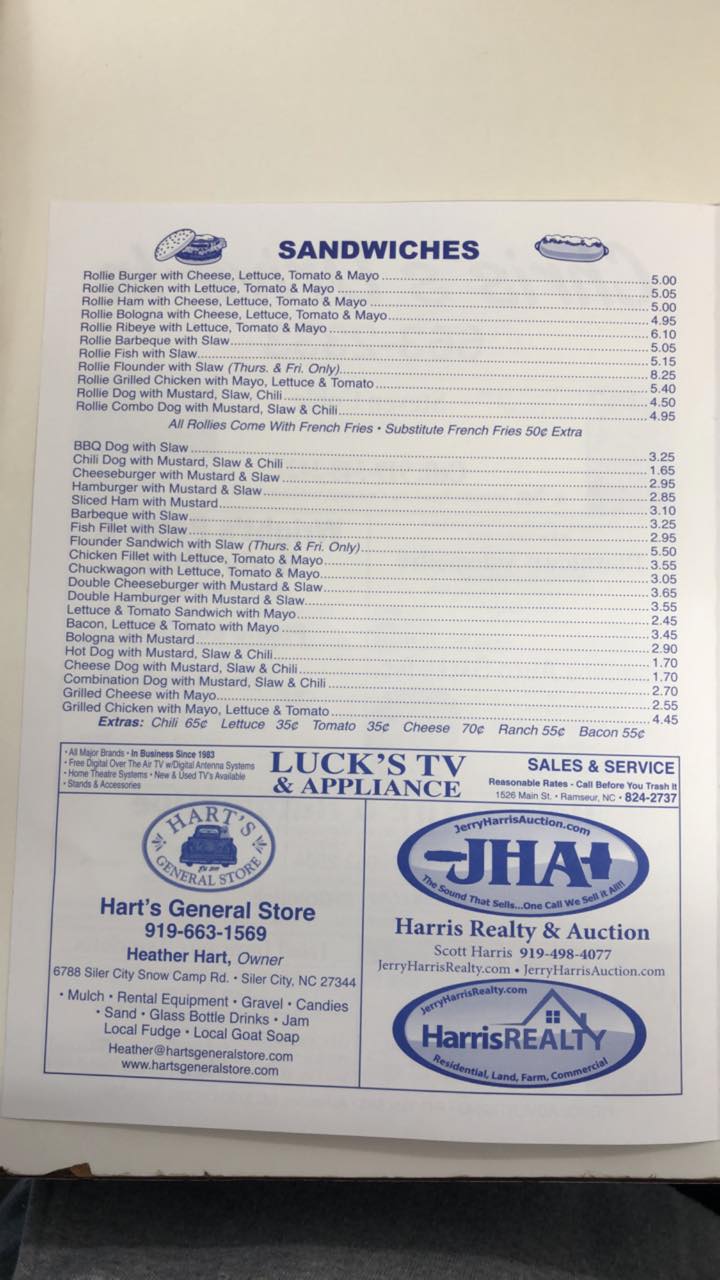 SANDWICHES
Rollie Burger with Cheese, Lettuce, Tomato & Mayo 5.00
Rollie Chicken with Lettuce, Tomato & Mayo 5.05
Rollie Ham with Cheese, Lettuce, Tomato & Mayo 5.00
Rollie Bologna with Cheese, Lettuce, Tomato & Mayo 4.95
Rollie Ribeye with Lettuce, Tomato & Mayo 6.10
Rollie Barbeque with Slaw 5.05
Rollie Fish with Slaw 5.15
Rollie Flounder with Slaw (Thurs. & Fri. Only) 8.25
Rollie Grilled Chicken with Mayo, Lettuce & Tomato 5.40
Rollie Dog with Mustard, Slaw, Chili 4.50
Rollie Combo Dog with Mustard, Slaw & Chili 4.95
All Rollies Come With French Fries • Substitute French Fries 50¢ Extra
BBQ Dog with Slaw 3.25
Chili Dog with Mustard, Slaw & Chili 1.65
Cheeseburger with Mustard & Slaw 2.95
Hamburger with Mustard & Slaw 2.85
Sliced Ham with Mustard 3.10
Barbeque with Slaw 3.25
Fish Fillet with Slaw 2.95
Flounder Sandwich with Slaw (Thurs. & Fri. Only) 5.50
Chicken Fillet with Lettuce, Tomato & Mayo 3.55
Chuckwagon with Lettuce, Tomato & Mayo 3.05
Double Cheeseburger with Mustard & Slaw 3.65
Double Hamburger with Mustard & Slaw 3.55
Lettuce & Tomato Sandwich with Mayo 2.45
Bacon, Lettuce & Tomato with Mayo 3.45
Bologna with Mustard 2.90
Hot Dog with Mustard, Slaw & Chili 1.70
Cheese Dog with Mustard, Slaw & Chili 1.70
Combination Dog with Mustard, Slaw & Chili 2.70
Grilled Cheese with Mayo 2.55
Grilled Chicken with Mayo, Lettuce & Tomato 4.45
Extras: Chili 65¢ Lettuce 35¢ Tomato 35¢ Cheese 70¢ Ranch 55¢ Bacon 55¢
• All Major Brands • In Business Since 1983
• Free Digital Over The Air TV w/Digital Antenna Systems
• Home Theatre Systems • New & Used TV's Available
• Stands & Accessories
LUCK'S TV
& APPLIANCE
SALES & SERVICE
Reasonable Rates - Call Before You Trash It
1526 Main St. • Ramseur, NC • 824-2737
HART'S
GENERAL STORE
Hart's General Store
919-663-1569
Heather Hart, Owner
6788 Siler City Snow Camp Rd. • Siler City, NC 27344
• Mulch • Rental Equipment • Gravel • Candies
• Sand • Glass Bottle Drinks • Jam
Local Fudge • Local Goat Soap
Heather@hartsgeneralstore.com
www.hartsgeneralstore.com
JerryHarrisAuction.com
JHA
The Sound That Sells...One Call We Sell it All!!
Harris Realty & Auction
Scott Harris 919-498-4077
JerryHarrisRealty.com • JerryHarrisAuction.com
JerryHarrisRealty.com
HarrisREALTY
Residential, Land, Farm, Commercial